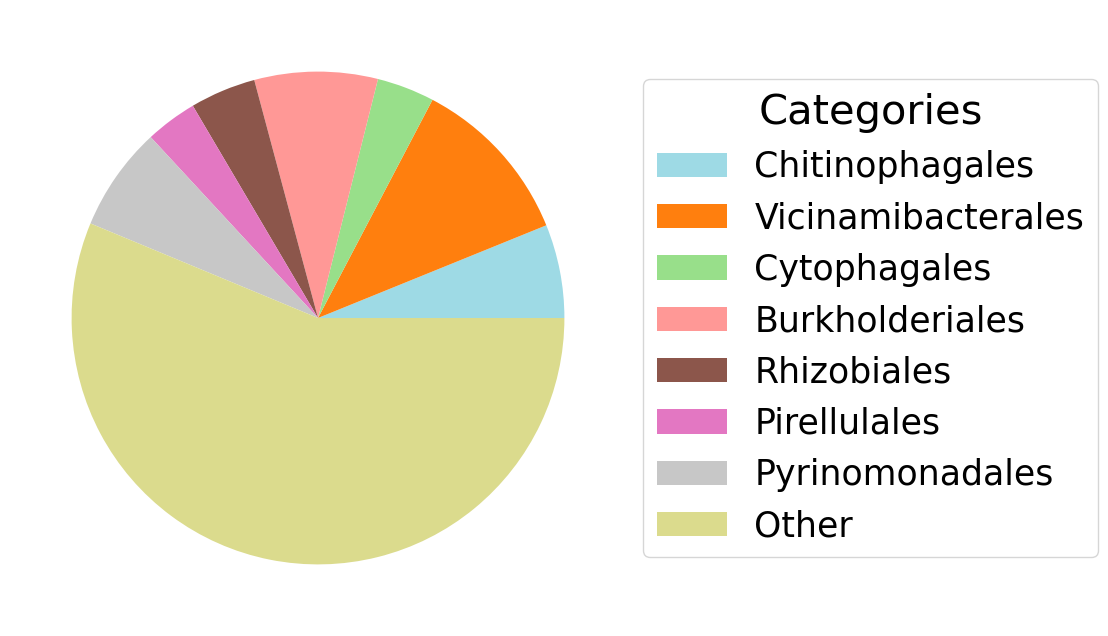 Categories
Chitinophagales
Vicinamibacterales
Cytophagales
Burkholderiales
Rhizobiales
Pirellulales
Pyrinomonadales
Other